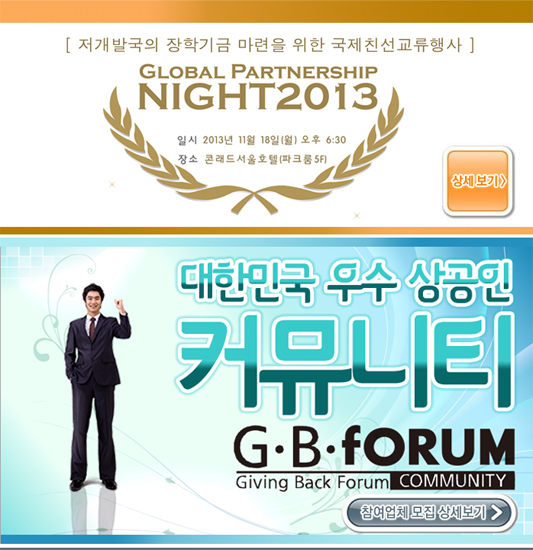 [ 저개발국의 장학기금 마련을 위한 국제친선교류행사 ]
GLOBAL PARTNERSHIP
NIGHT2013
일시 2013년 11월 18일(월) 오후 6:30
장소 콘래드서울호텔(파크룸5F)
상세보기 〉
대한민국 우수 상공인
커뮤니티
G·B·fORUM
Giving Back Forum COMMUNITY
참여업체 모집 상세보기 〉